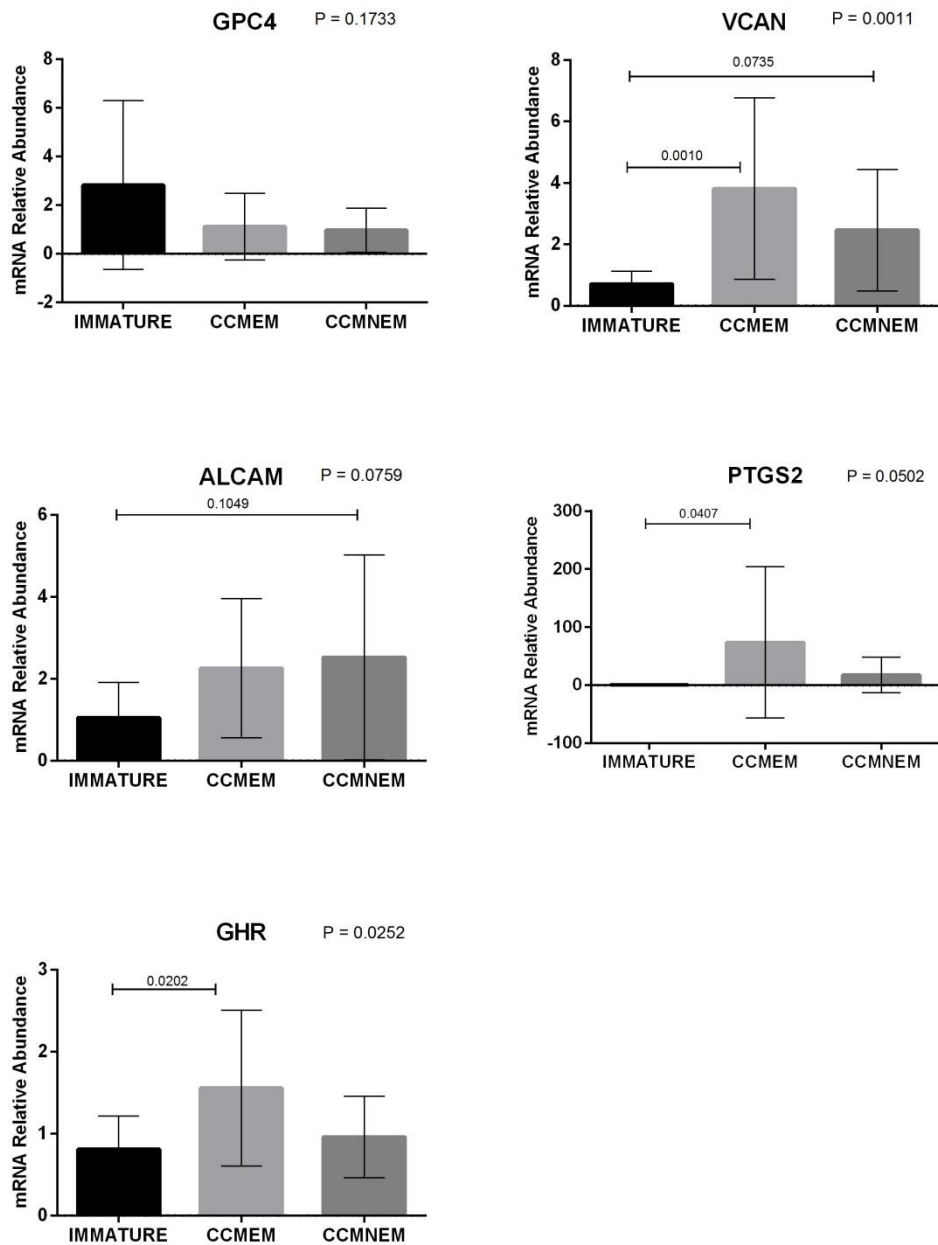 GPC4 P = 0.1733
mRNA Relative Abundance
8
6
4
2
0
-2
IMMATURE CCMEM CCMNEM
VCAN P = 0.0011
mRNA Relative Abundance
8
6
4
2
0
0.0735
0.0010
IMMATURE CCMEM CCMNEM
ALCAM P = 0.0759
mRNA Relative Abundance
6
4
2
0
0.1049
IMMATURE CCMEM CCMNEM
PTGS2 P = 0.0502
mRNA Relative Abundance
300
200
100
0
-100
0.0407
IMMATURE CCMEM CCMNEM
GHR P = 0.0252
mRNA Relative Abundance
3
2
1
0
0.0202
IMMATURE CCMEM CCMNEM